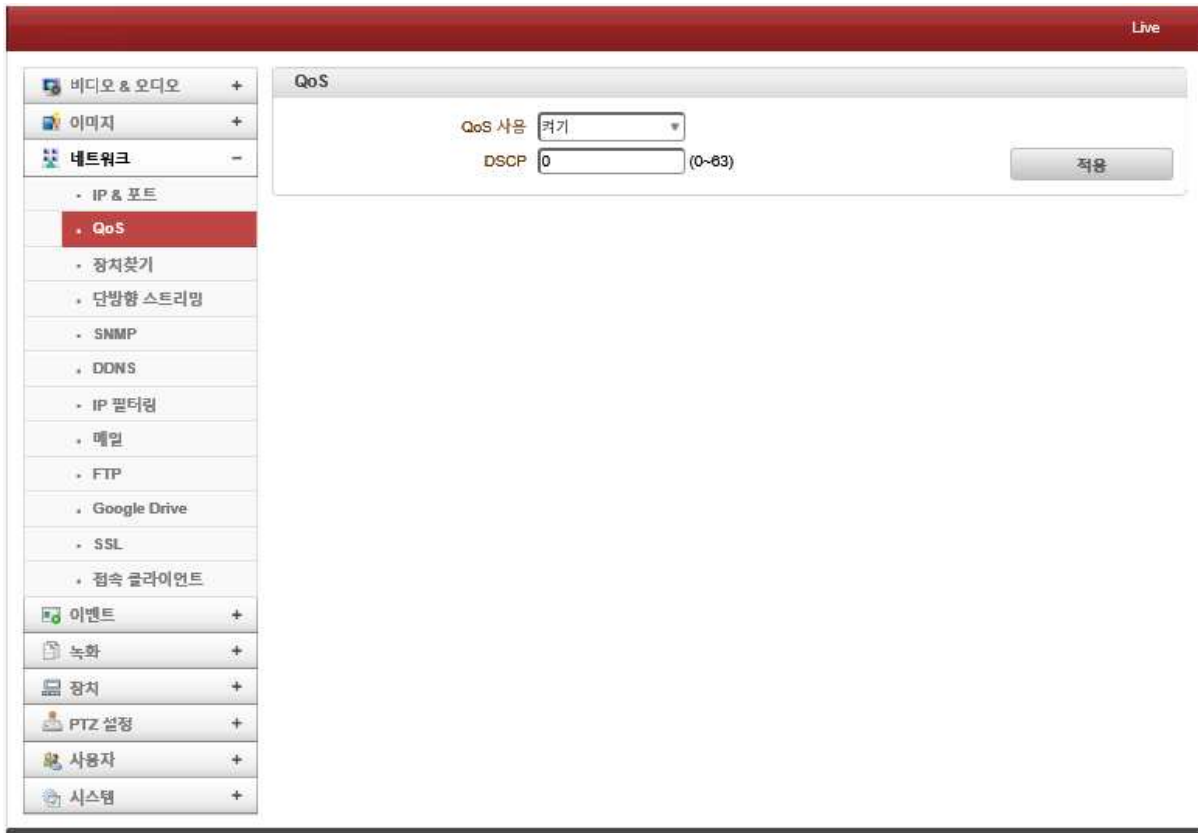 Live
비디오 & 오디오 +
이미지 +
네트워크 -
IP & 포트
QoS
장치찾기
단방향 스트리밍
SNMP
DDNS
IP 필터링
메일
FTP
Google Drive
SSL
접속 클라이언트
이벤트 +
녹화 +
장치 +
PTZ 설정 +
사용자 +
시스템 +
QoS
QoS 사용 켜기
DSCP 0 (0~63)
적용